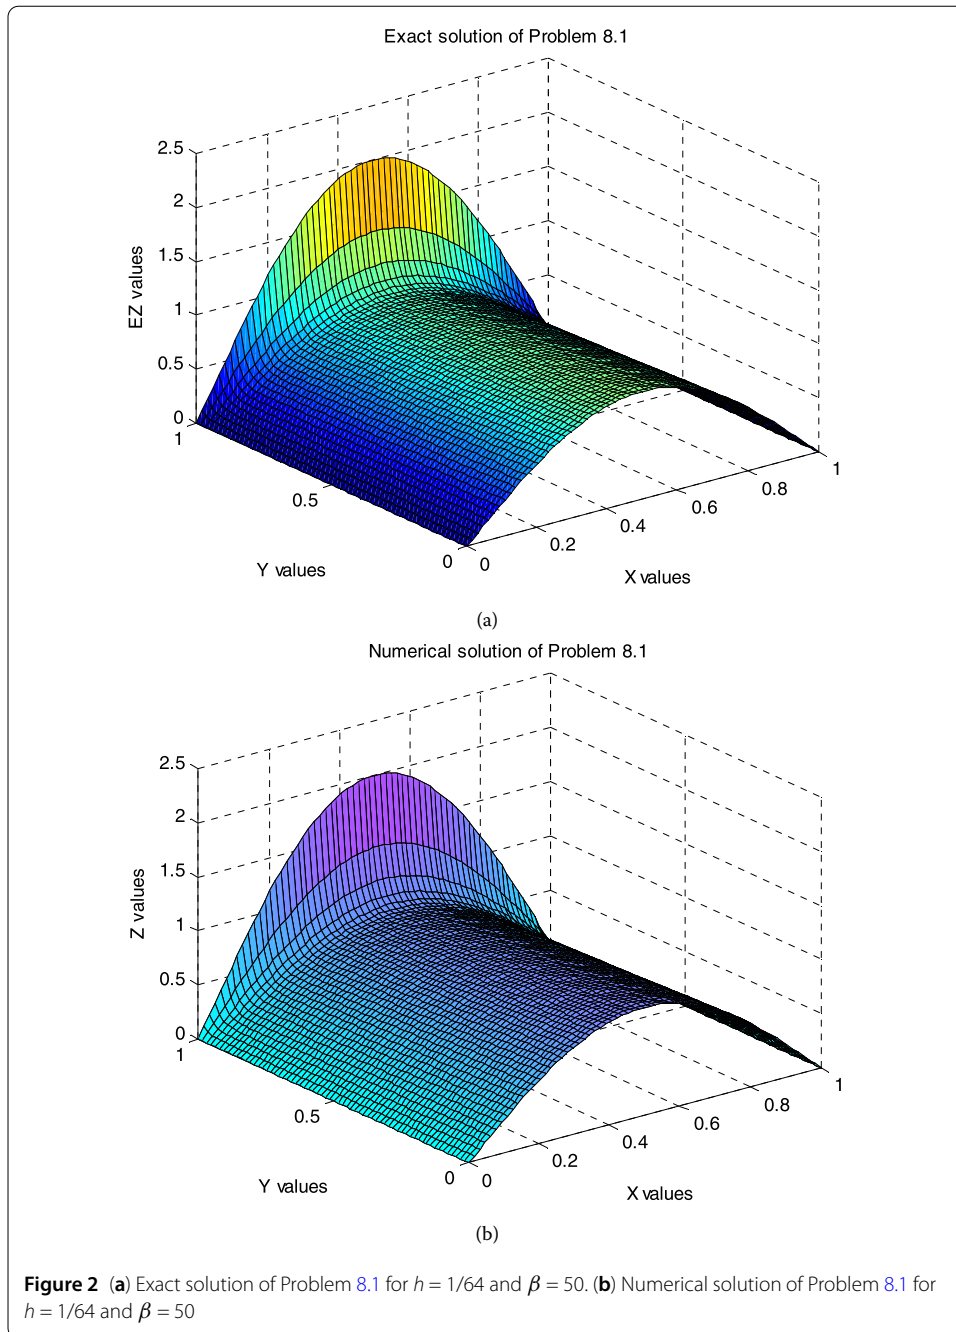 Exact solution of Problem 8.1
2.5
2
1.5
1
0.5
0
EZ values
1
0.5
0
Y values
0
0.2
0.4
0.6
0.8
1
X values
(a)
Numerical solution of Problem 8.1
2.5
2
1.5
1
0.5
0
Z values
1
0.5
0
Y values
0
0.2
0.4
0.6
0.8
1
X values
(b)
Figure 2 (a) Exact solution of Problem 8.1 for h = 1/64 and β = 50. (b) Numerical solution of Problem 8.1 for
h = 1/64 and β = 50